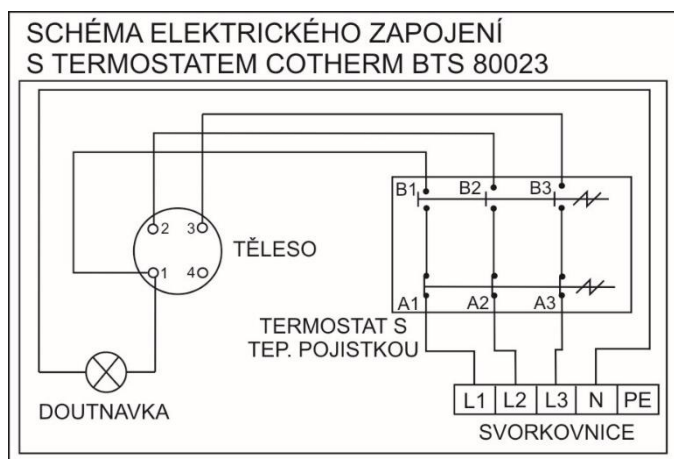 SCHÉMA ELEKTRICKÉHO ZAPOJENÍ
S TERMOSTATEM COTHERM BTS 80023
B1 B2 B3
2 3
TĚLESO
1 4
A1 A2 A3
TERMOSTAT S
TEP. POJISTKOU
DOUTNAVKA
L1 L2 L3 N PE
SVORKOVNICE